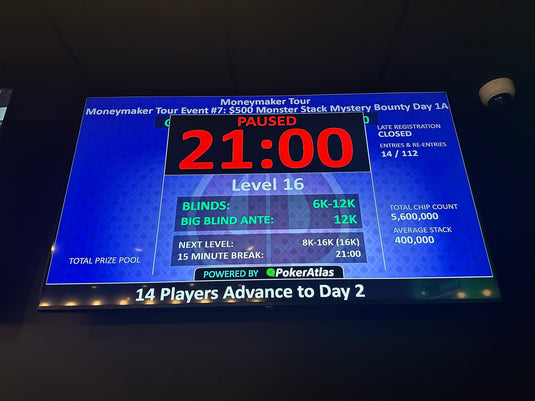 Moneymaker Tour
Moneymaker Tour Event #7: $500 Monster Stack Mystery Bounty Day 1A
PAUSED
21:00
LATE REGISTRATION
CLOSED
ENTRIES & RE-ENTRIES
14 / 112
Level 16
BLINDS: 6K-12K
BIG BLIND ANTE: 12K
TOTAL CHIP COUNT
5,600,000
AVERAGE STACK
400,000
NEXT LEVEL: 8K-16K (16K)
15 MINUTE BREAK: 21:00
TOTAL PRIZE POOL
POWERED BY PokerAtlas
14 Players Advance to Day 2